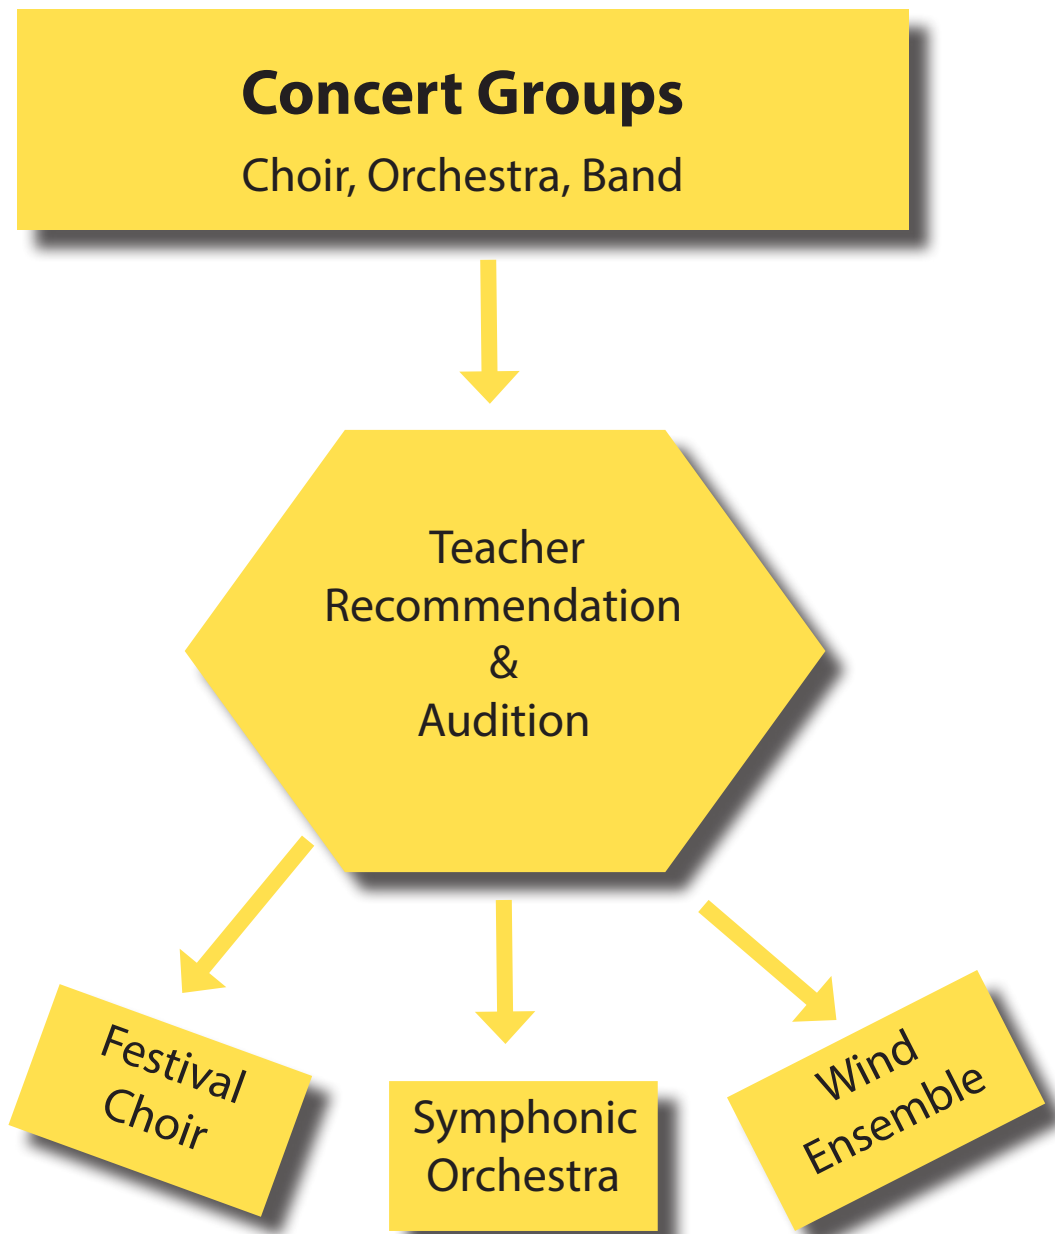 Concert Groups
Choir, Orchestra, Band
Teacher
Recommendation
&
Audition
Festival
Choir
Symphonic
Orchestra
Wind
Ensemble